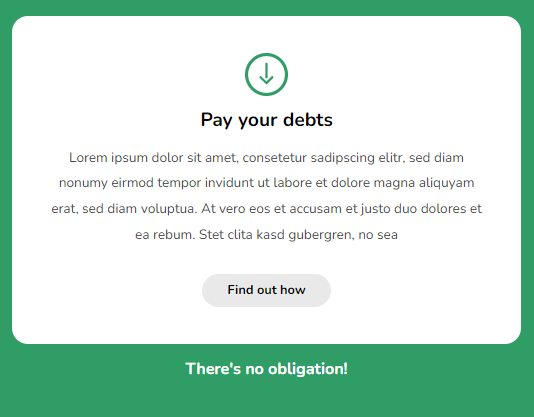 Pay your debts
Lorem ipsum dolor sit amet, consetetur sadipscing elitr, sed diam
nonumy eirmod tempor invidunt ut labore et dolore magna aliquyam
erat, sed diam voluptua. At vero eos et accusam et justo duo dolores et
ea rebum. Stet clita kasd gubergren, no sea
Find out how
There's no obligation!